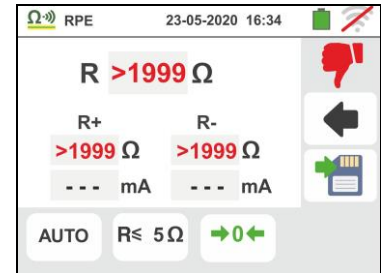 Ω RPE 23-05-2020 16:34
R >1999 Ω
R+ R-
>1999 Ω >1999 Ω
--- mA --- mA
AUTO R≤ 5Ω ➔0←